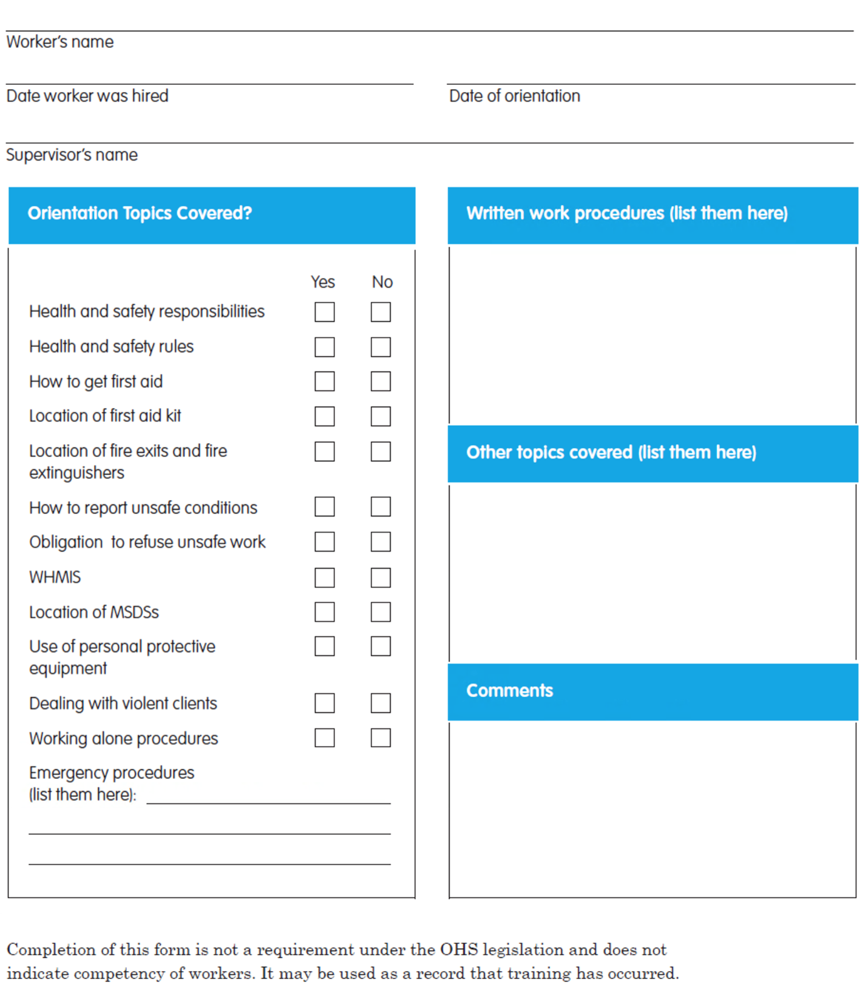 Worker's name
Date worker was hired
Date of orientation
Supervisor's name
Orientation Topics Covered?
Yes No
Health and safety responsibilities
Health and safety rules
How to get first aid
Location of first aid kit
Location of fire exits and fire
extinguishers
How to report unsafe conditions
Obligation  to refuse unsafe work
WHMIS
Location of MSDSs
Use of personal protective
equipment
Dealing with violent clients
Working alone procedures
Emergency procedures
(list them here):
Written work procedures (list them here)
Other topics covered (list them here)
Comments
Completion of this form is not a requirement under the OHS legislation and does not
indicate competency of workers. It may be used as a record that training has occurred.